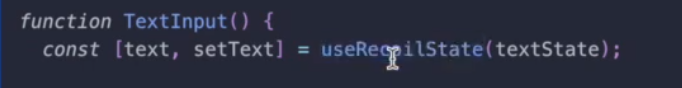 function TextInput() {
const [text, setText] = useRecoilState(textState);